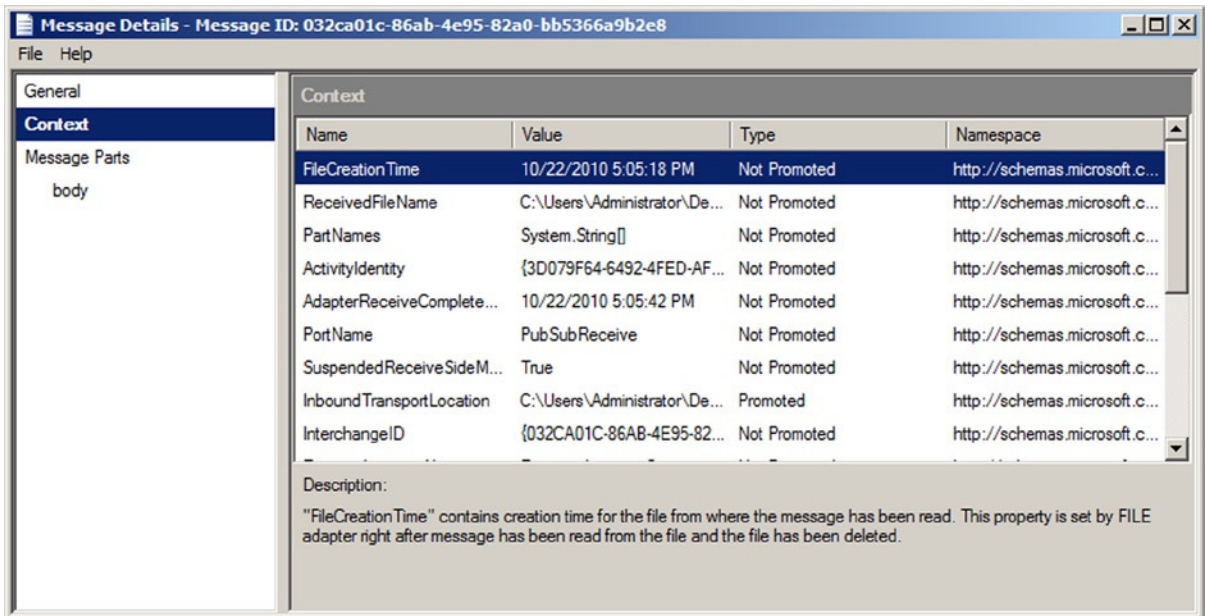 Message Details - Message ID: 032ca01c-86ab-4e95-82a0-bb5366a9b2e8
File Help
General
Context
Message Parts
body
Context
Name Value Type Namespace
FileCreationTime 10/22/2010 5:05:18 PM Not Promoted http://schemas.microsoft.c...
ReceivedFileName C:\Users\Administrator\De... Not Promoted http://schemas.microsoft.c...
PartNames System.String[] Not Promoted http://schemas.microsoft.c...
ActivityIdentity {3D079F64-6492-4FED-AF... Not Promoted http://schemas.microsoft.c...
AdapterReceiveComplete... 10/22/2010 5:05:42 PM Not Promoted http://schemas.microsoft.c...
PortName PubSubReceive Not Promoted http://schemas.microsoft.c...
SuspendedReceiveSideM... True Not Promoted http://schemas.microsoft.c...
InboundTransportLocation C:\Users\Administrator\De... Promoted http://schemas.microsoft.c...
InterchangeID {032CA01C-86AB-4E95-82... Not Promoted http://schemas.microsoft.c...
Description:
"FileCreationTime" contains creation time for the file from where the message has been read. This property is set by FILE
adapter right after message has been read from the file and the file has been deleted.